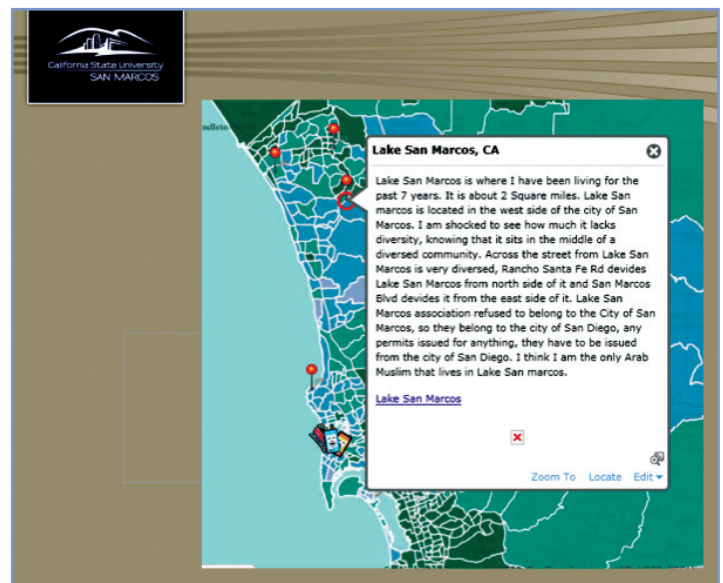 California State University
SAN MARCOS
ndleto
Lake San Marcos, CA
Lake San Marcos is where I have been living for the
past 7 years. It is about 2 Square miles. Lake San
marcos is located in the west side of the city of San
Marcos. I am shocked to see how much it lacks
diversity, knowing that it sits in the middle of a
diversed community. Across the street from Lake San
Marcos is very diversed, Rancho Santa Fe Rd devides
Lake San Marcos from north side of it and San Marcos
Blvd devides it from the east side of it. Lake San
Marcos association refused to belong to the City of San
Marcos, so they belong to the city of San Diego, any
permits issued for anything, they have to be issued
from the city of San Diego. I think I am the only Arab
Muslim that lives in Lake San marcos.
Lake San Marcos
Zoom To Locate Edit